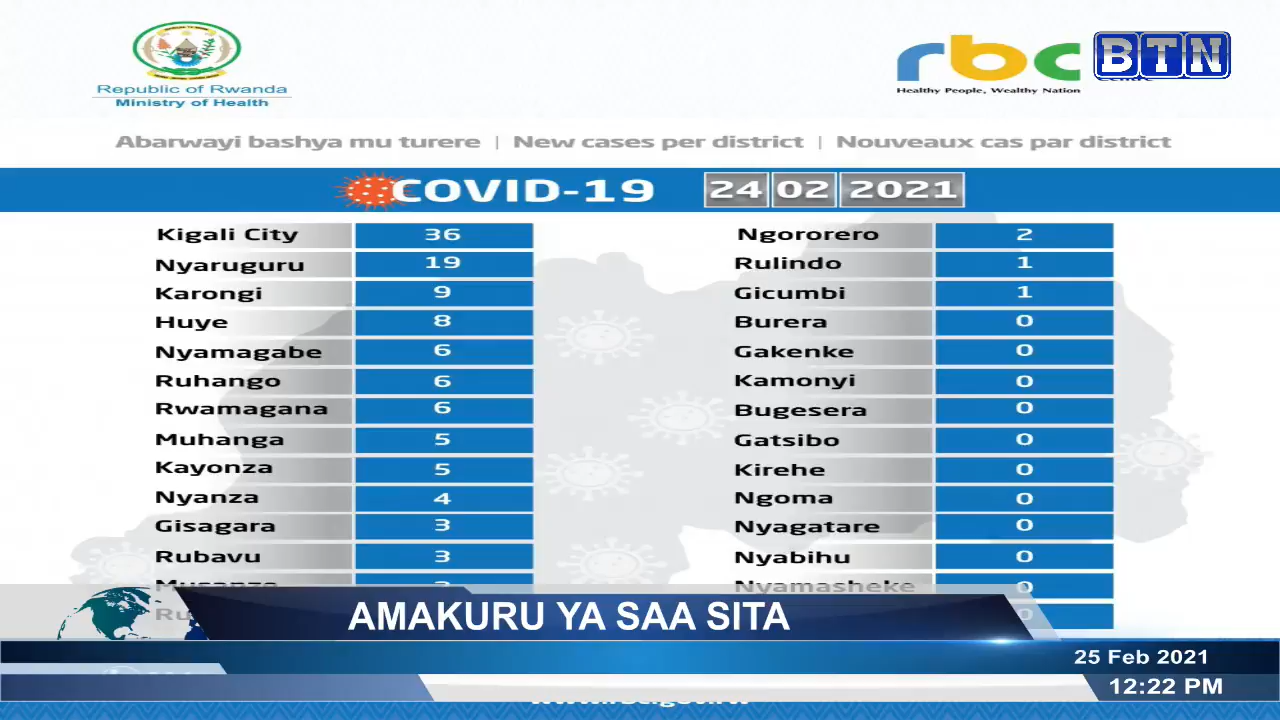 Republic of Rwanda
Ministry of Health
rbc
Healthy People, Wealthy Nation
BTN
Abarwayi bashya mu turere | New cases per district | Nouveaux cas par district
COVID-19 24 02 2021
Kigali City 36
Nyaruguru 19
Karongi 9
Huye 8
Nyamagabe 6
Ruhango 6
Rwamagana 6
Muhanga 5
Kayonza 5
Nyanza 4
Gisagara 3
Rubavu 3
Musanze
Ngororero 2
Rulindo 1
Gicumbi 1
Burera 0
Gakenke 0
Kamonyi 0
Bugesera 0
Gatsibo 0
Kirehe 0
Ngoma 0
Nyagatare 0
Nyabihu 0
Nyamasheke 0
0
AMAKURU YA SAA SITA
25 Feb 2021
12:22 PM